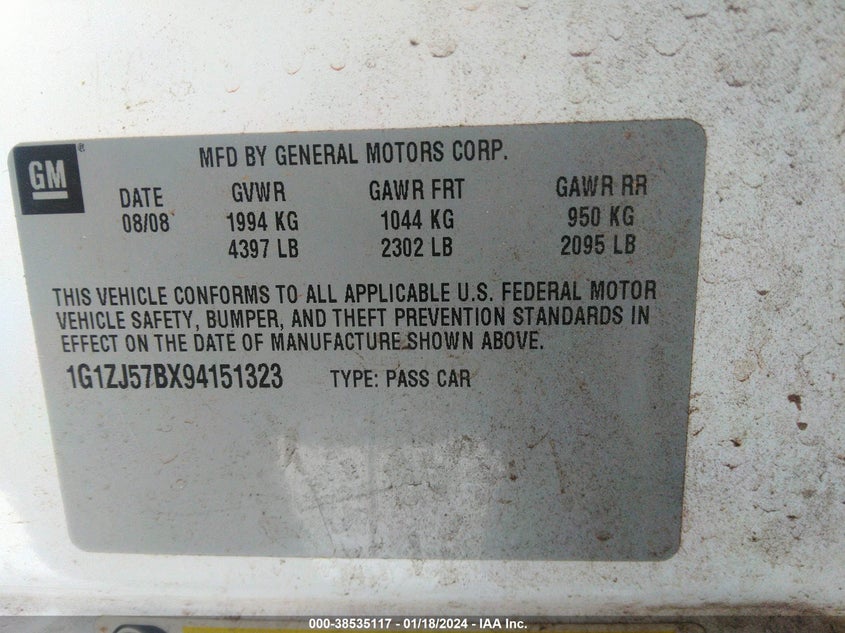 GM®
MFD BY GENERAL MOTORS CORP.
DATE GVWR GAWR FRT GAWR RR
08/08 1994 KG 1044 KG 950 KG
4397 LB 2302 LB 2095 LB
THIS VEHICLE CONFORMS TO ALL APPLICABLE U.S. FEDERAL MOTOR
VEHICLE SAFETY, BUMPER, AND THEFT PREVENTION STANDARDS IN
EFFECT ON THE DATE OF MANUFACTURE SHOWN ABOVE.
1G1ZJ57BX94151323 TYPE: PASS CAR
000-38535117 - 01/18/2024 - IAA Inc.